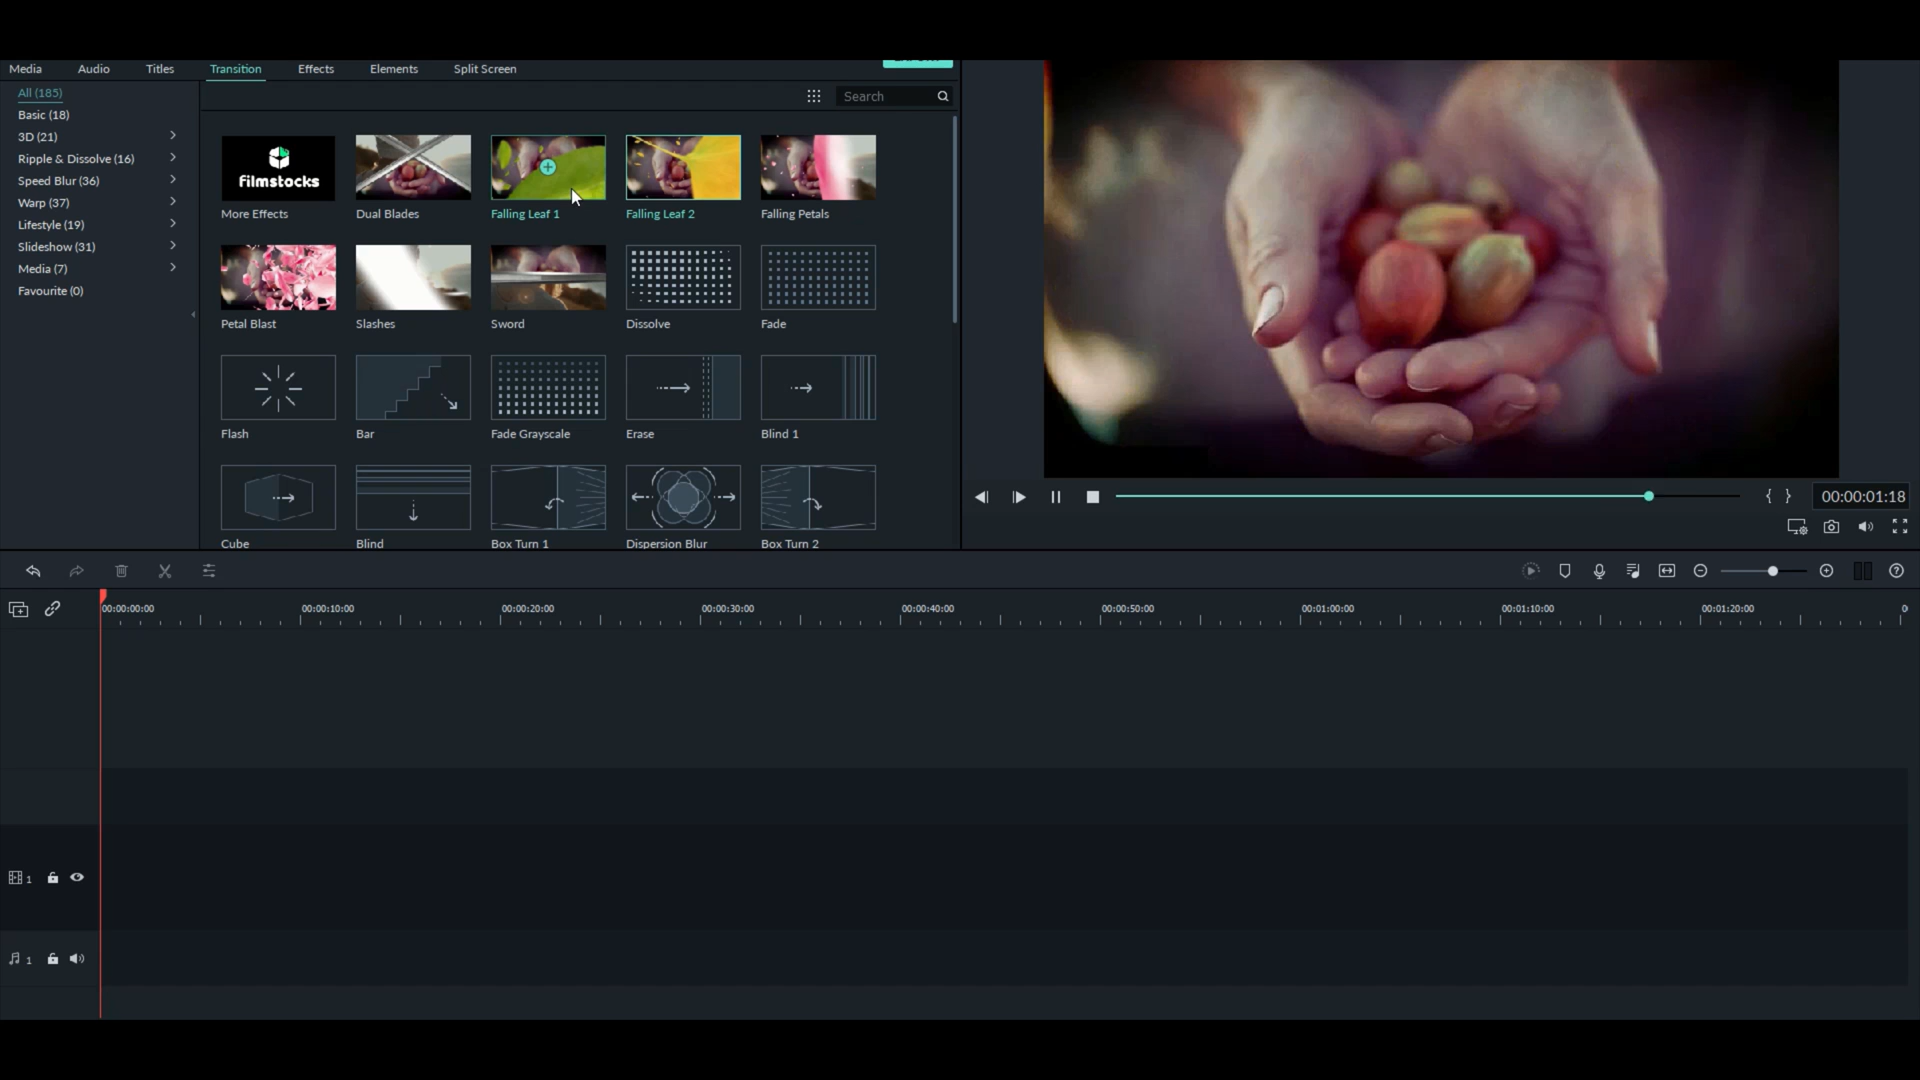 Media Audio Titles Transition Effects Elements Split Screen
All (185)
Search
Basic (18)
3D (21)
Ripple & Dissolve (16)
Speed Blur (36)
Warp (37)
Lifestyle (19)
Slideshow (31)
Media (7)
Favourite (0)
filmstocks
More Effects Dual Blades Falling Leaf 1 Falling Leaf 2 Falling Petals
Petal Blast Slashes Sword Dissolve Fade
Flash Bar Fade Grayscale Erase Blind 1
Cube Blind Box Turn 1 Dispersion Blur Box Turn 2
{ } 00:00:01:18
00:00:00:00 00:00:10:00 00:00:20:00 00:00:30:00 00:00:40:00 00:00:50:00 00:01:00:00 00:01:10:00 00:01:20:00 0
1
1